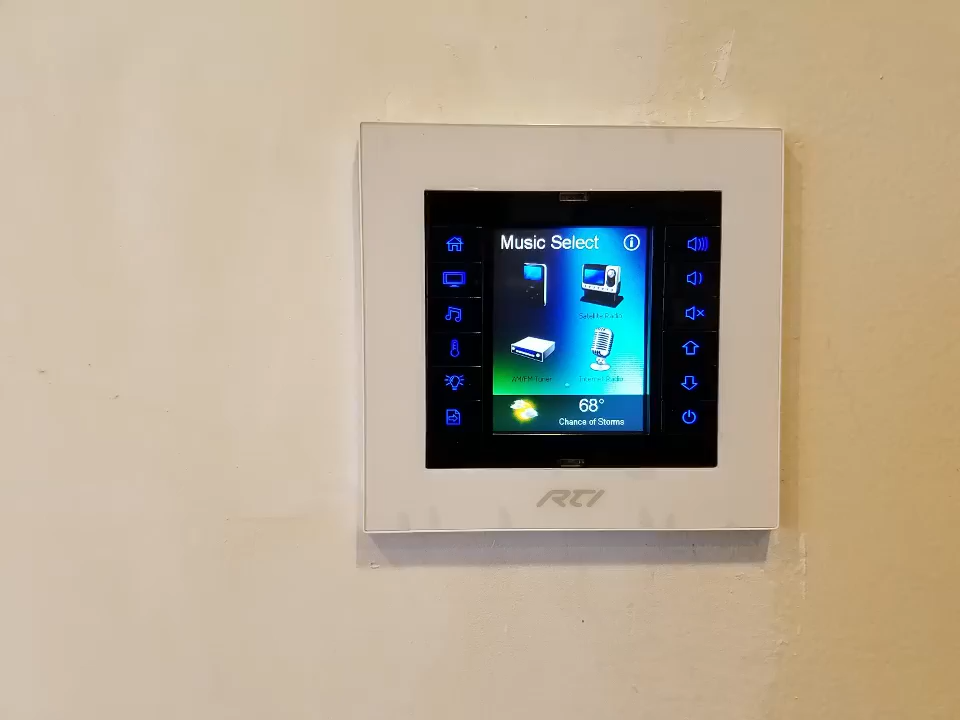 Music Select
Satellite Radio
AM/FM Tuner
Internet Radio
68°
Chance of Storms
RTI